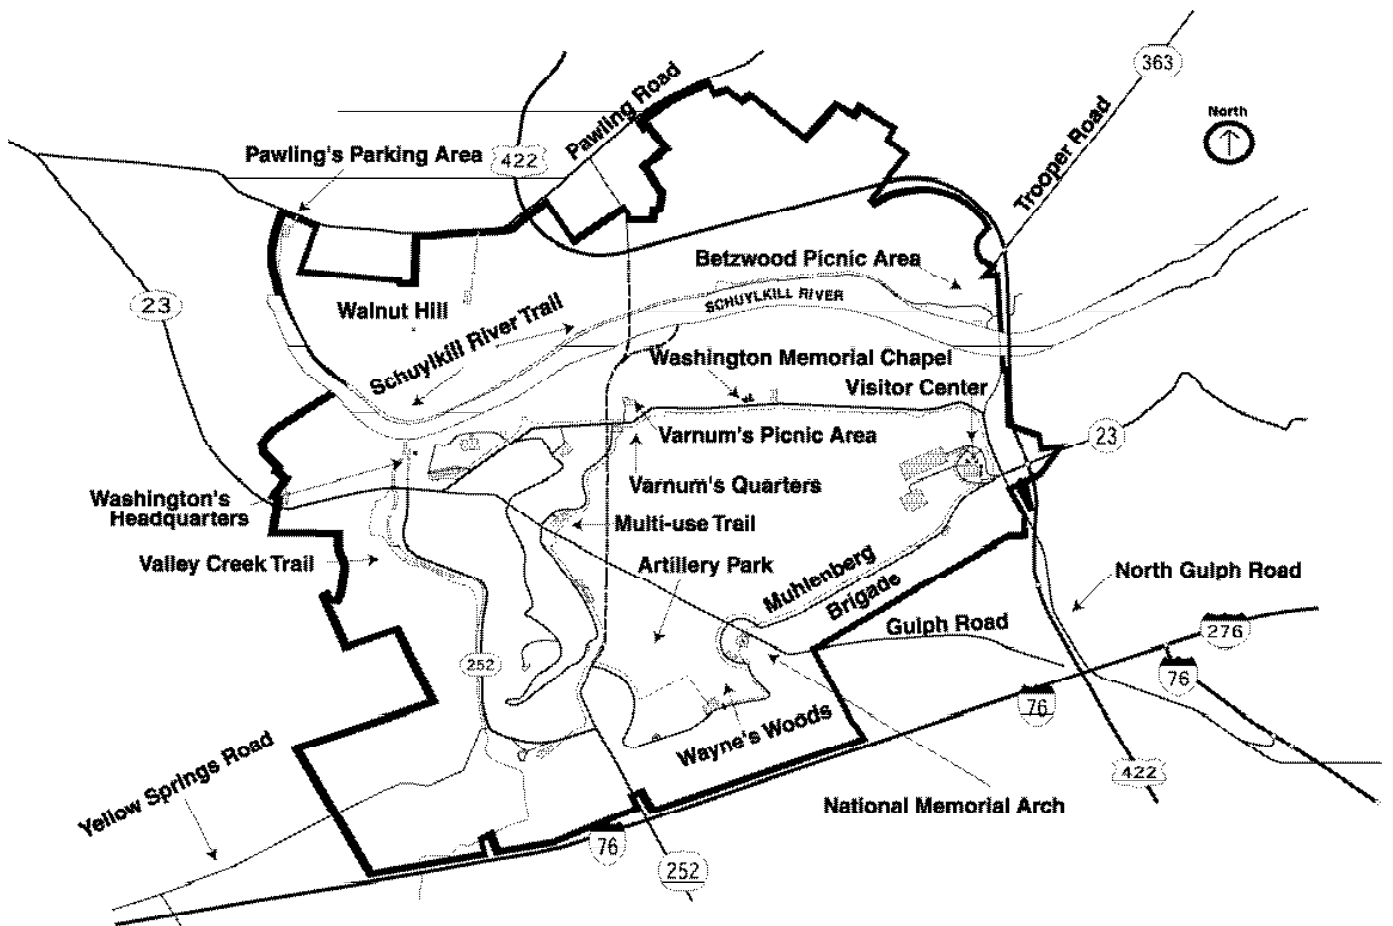 363
North
Pawling Road
Trooper Road
Pawling's Parking Area
422
Betzwood Picnic Area
SCHUYLKILL RIVER
23
Walnut Hill
Schuylkill River Trail
Washington Memorial Chapel
Visitor Center
Varnum's Picnic Area
23
Washington's
Headquarters
Varnum's Quarters
Multi-use Trail
Valley Creek Trail
Artillery Park
Muhlenberg
Brigade
North Gulph Road
Gulph Road
276
252
76
76
Wayne's Woods
Yellow Springs Road
422
National Memorial Arch
76
252